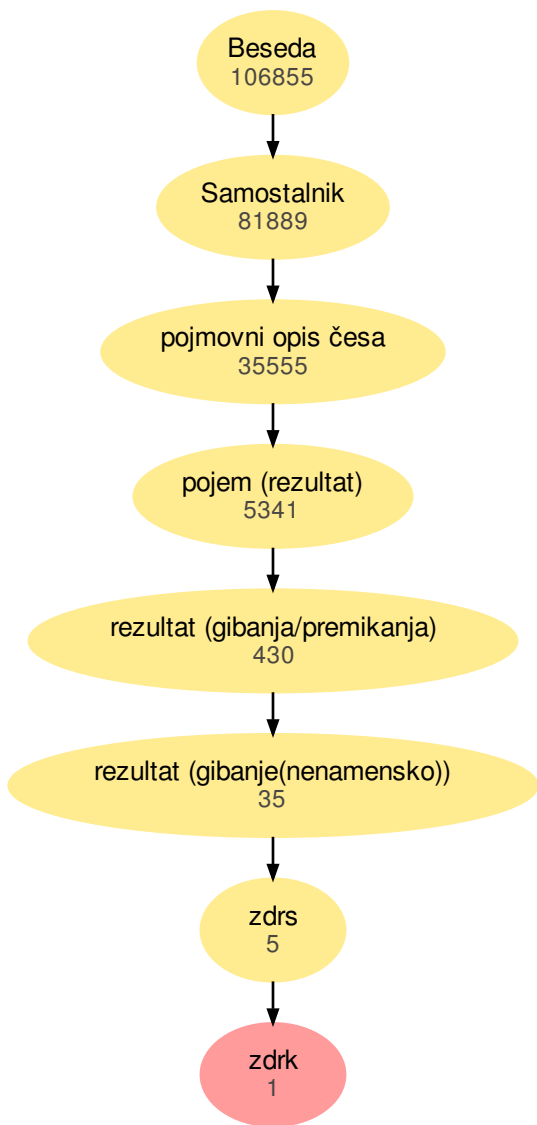 Beseda
106855
Samostalnik
81889
pojmovni opis česa
35555
pojem (rezultat)
5341
rezultat (gibanja/premikanja)
430
rezultat (gibanje(nenamensko))
35
zdrs
5
zdrk
1